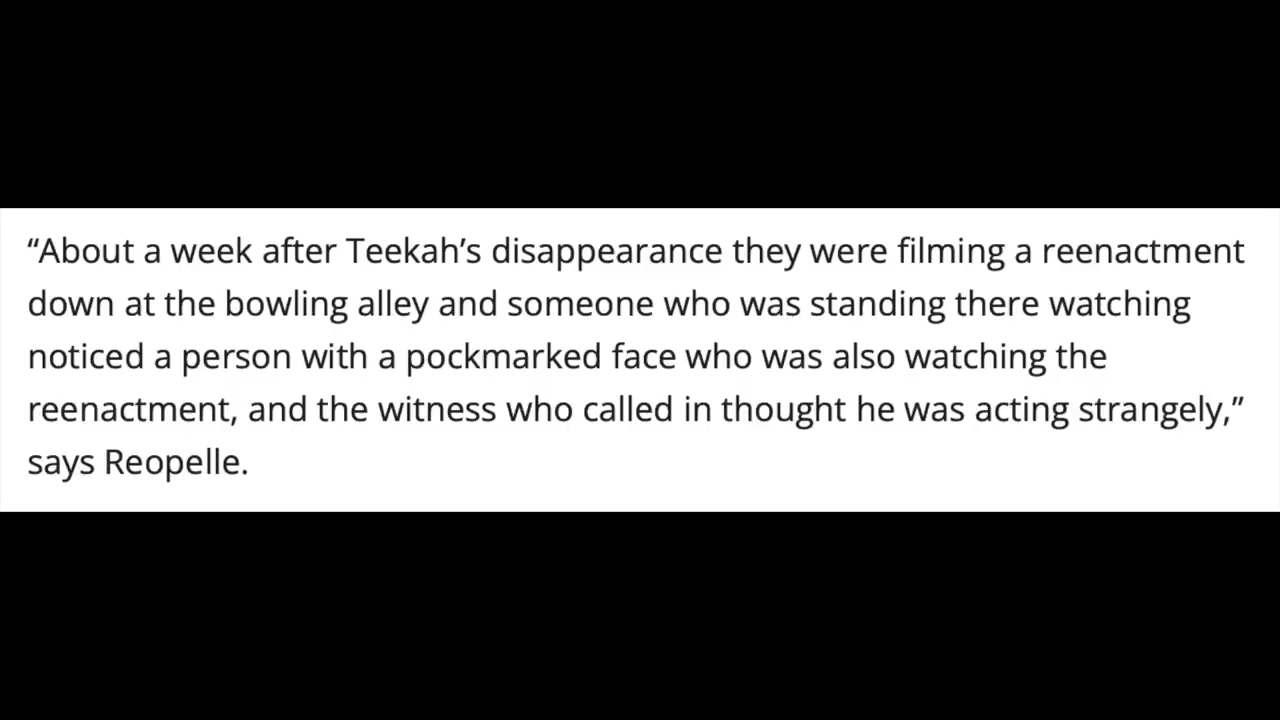 “About a week after Teekah’s disappearance they were filming a reenactment
down at the bowling alley and someone who was standing there watching
noticed a person with a pockmarked face who was also watching the
reenactment, and the witness who called in thought he was acting strangely,”
says Reopelle.